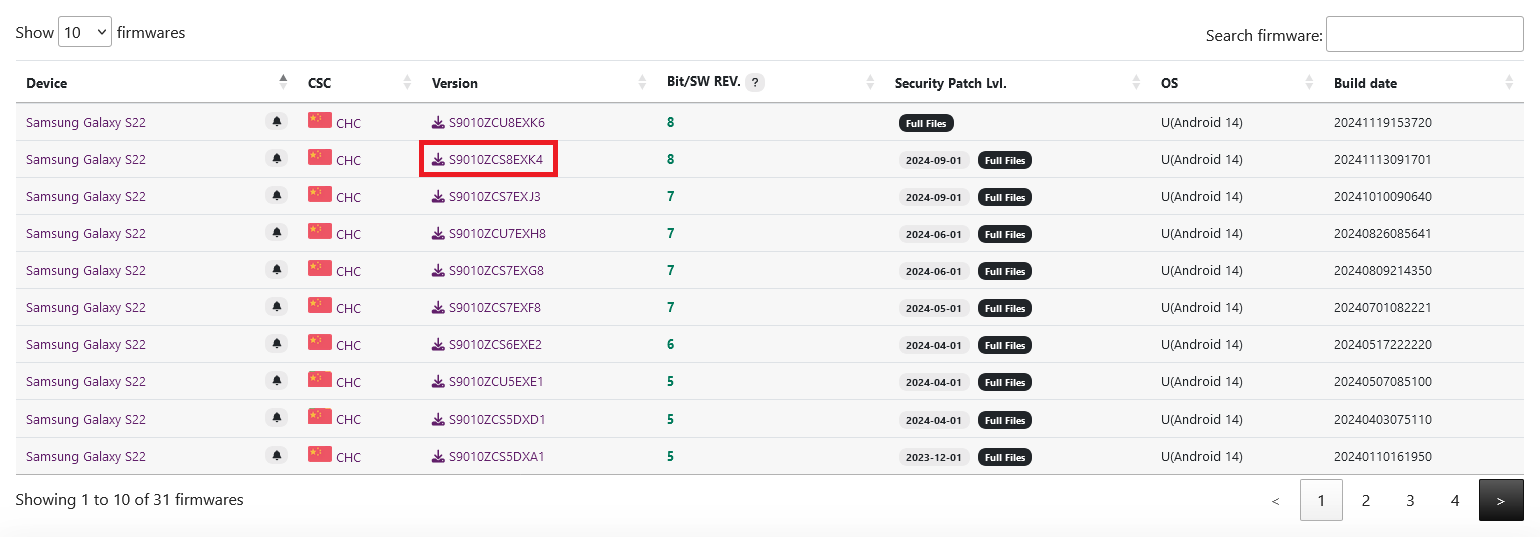 Show 10 firmwares Search firmware:
Device CSC Version Bit/SW REV. ? Security Patch Lvl. OS Build date
Samsung Galaxy S22 CHC S9010ZCU8EXK6 8 Full Files U(Android 14) 20241119153720
Samsung Galaxy S22 CHC S9010ZCS8EXK4 8 2024-09-01 Full Files U(Android 14) 20241113091701
Samsung Galaxy S22 CHC S9010ZCS7EXJ3 7 2024-09-01 Full Files U(Android 14) 20241010090640
Samsung Galaxy S22 CHC S9010ZCU7EXH8 7 2024-06-01 Full Files U(Android 14) 20240826085641
Samsung Galaxy S22 CHC S9010ZCS7EXG8 7 2024-06-01 Full Files U(Android 14) 20240809214350
Samsung Galaxy S22 CHC S9010ZCS7EXF8 7 2024-05-01 Full Files U(Android 14) 20240701082221
Samsung Galaxy S22 CHC S9010ZCS6EXE2 6 2024-04-01 Full Files U(Android 14) 20240517222220
Samsung Galaxy S22 CHC S9010ZCU5EXE1 5 2024-04-01 Full Files U(Android 14) 20240507085100
Samsung Galaxy S22 CHC S9010ZCS5DXD1 5 2024-04-01 Full Files U(Android 14) 20240403075110
Samsung Galaxy S22 CHC S9010ZCS5DXA1 5 2023-12-01 Full Files U(Android 14) 20240110161950
Showing 1 to 10 of 31 firmwares < 1 2 3 4 >